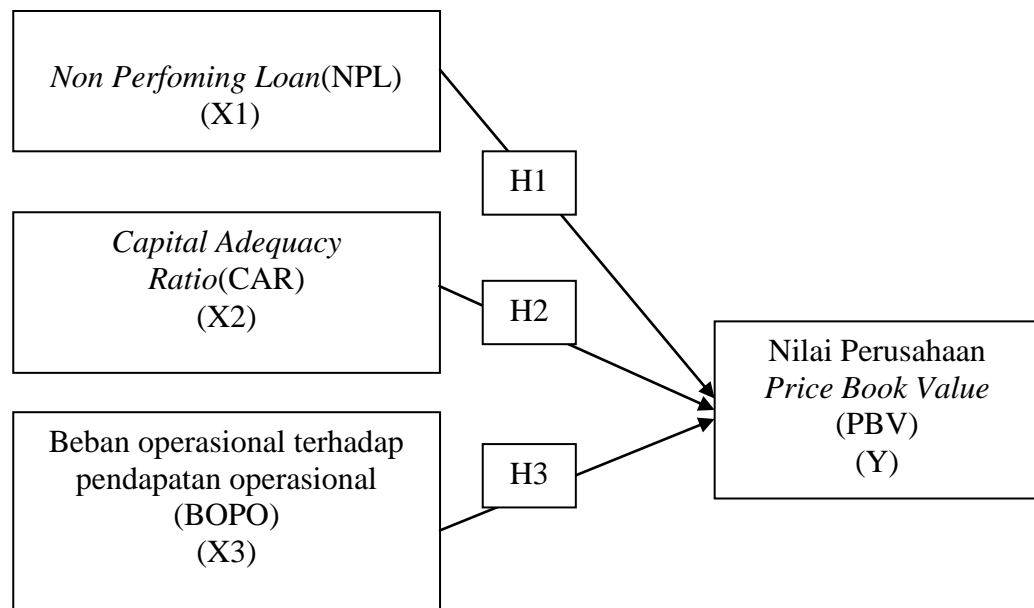 Non Perfoming Loan(NPL)
(X1)
H1
Capital Adequacy
Ratio(CAR)
(X2)
H2
Nilai Perusahaan
Price Book Value
(PBV)
(Y)
Beban operasional terhadap
pendapatan operasional
(BOPO)
(X3)
H3